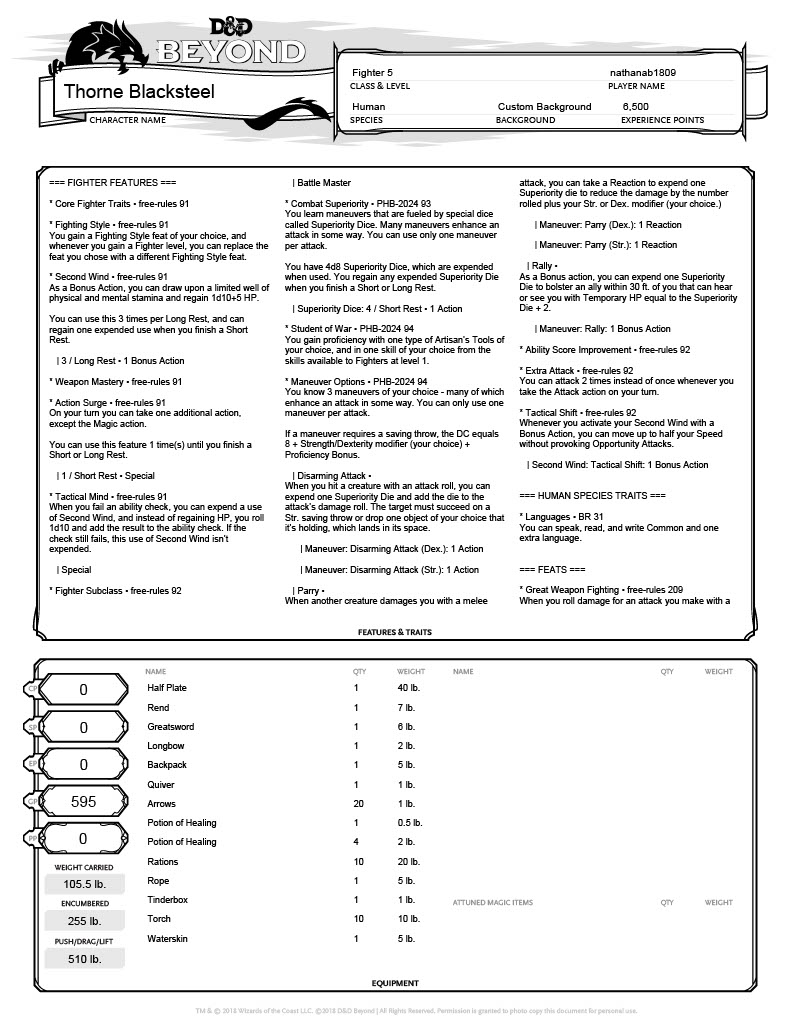 D&D
BEYOND
Thorne Blacksteel
CHARACTER NAME
Fighter 5
nathanab1809
CLASS & LEVEL
PLAYER NAME
Human
Custom Background
6,500
SPECIES
BACKGROUND
EXPERIENCE POINTS
=== FIGHTER FEATURES ===
* Core Fighter Traits • free-rules 91
* Fighting Style • free-rules 91
You gain a Fighting Style feat of your choice, and
whenever you gain a Fighter level, you can replace the
feat you chose with a different Fighting Style feat.
* Second Wind • free-rules 91
As a Bonus Action, you can draw upon a limited well of
physical and mental stamina and regain 1d10+5 HP.
You can use this 3 times per Long Rest, and can
regain one expended use when you finish a Short
Rest.
| 3 / Long Rest • 1 Bonus Action
* Weapon Mastery • free-rules 91
* Action Surge • free-rules 91
On your turn you can take one additional action,
except the Magic action.
You can use this feature 1 time(s) until you finish a
Short or Long Rest.
| 1 / Short Rest • Special
* Tactical Mind • free-rules 91
When you fail an ability check, you can expend a use
of Second Wind, and instead of regaining HP, you roll
1d10 and add the result to the ability check. If the
check still fails, this use of Second Wind isn't
expended.
| Special
* Fighter Subclass • free-rules 92
| Battle Master
* Combat Superiority • PHB-2024 93
You learn maneuvers that are fueled by special dice
called Superiority Dice. Many maneuvers enhance an
attack in some way. You can use only one maneuver
per attack.
You have 4d8 Superiority Dice, which are expended
when used. You regain any expended Superiority Die
when you finish a Short or Long Rest.
| Superiority Dice: 4 / Short Rest • 1 Action
* Student of War • PHB-2024 94
You gain proficiency with one type of Artisan's Tools of
your choice, and in one skill of your choice from the
skills available to Fighters at level 1.
* Maneuver Options • PHB-2024 94
You know 3 maneuvers of your choice - many of which
enhance an attack in some way. You can only use one
maneuver per attack.
If a maneuver requires a saving throw, the DC equals
8 + Strength/Dexterity modifier (your choice) +
Proficiency Bonus.
| Disarming Attack •
When you hit a creature with an attack roll, you can
expend one Superiority Die and add the die to the
attack's damage roll. The target must succeed on a
Str. saving throw or drop one object of your choice that
it's holding, which lands in its space.
| Maneuver: Disarming Attack (Dex.): 1 Action
| Maneuver: Disarming Attack (Str.): 1 Action
| Parry •
When another creature damages you with a melee
attack, you can take a Reaction to expend one
Superiority die to reduce the damage by the number
rolled plus your Str. or Dex. modifier (your choice.)
| Maneuver: Parry (Dex.): 1 Reaction
| Maneuver: Parry (Str.): 1 Reaction
| Rally •
As a Bonus action, you can expend one Superiority
Die to bolster an ally within 30 ft. of you that can hear
or see you with Temporary HP equal to the Superiority
Die + 2.
| Maneuver: Rally: 1 Bonus Action
* Ability Score Improvement • free-rules 92
* Extra Attack • free-rules 92
You can attack 2 times instead of once whenever you
take the Attack action on your turn.
* Tactical Shift • free-rules 92
Whenever you activate your Second Wind with a
Bonus Action, you can move up to half your Speed
without provoking Opportunity Attacks.
| Second Wind: Tactical Shift: 1 Bonus Action
=== HUMAN SPECIES TRAITS ===
* Languages • BR 31
You can speak, read, and write Common and one
extra language.
=== FEATS ===
* Great Weapon Fighting • free-rules 209
When you roll damage for an attack you make with a
FEATURES & TRAITS
CP 0
SP 0
EP 0
GP 595
PP 0
WEIGHT CARRIED
105.5 lb.
ENCUMBERED
255 lb.
PUSH/DRAG/LIFT
510 lb.
NAME QTY WEIGHT
Half Plate 1 40 lb.
Rend 1 7 lb.
Greatsword 1 6 lb.
Longbow 1 2 lb.
Backpack 1 5 lb.
Quiver 1 1 lb.
Arrows 20 1 lb.
Potion of Healing 1 0.5 lb.
Potion of Healing 4 2 lb.
Rations 10 20 lb.
Rope 1 5 lb.
Tinderbox 1 1 lb.
Torch 10 10 lb.
Waterskin 1 5 lb.
NAME QTY WEIGHT
ATTUNED MAGIC ITEMS QTY WEIGHT
EQUIPMENT
TM & © 2018 Wizards of the Coast LLC. ©2018 D&D Beyond | All Rights Reserved. Permission is granted to photo copy this document for personal use.